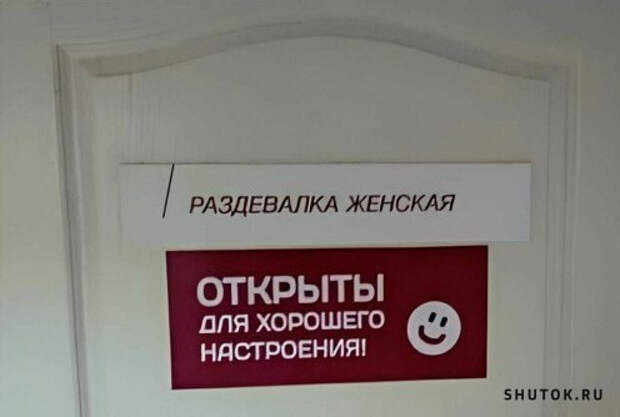 РАЗДЕВАЛКА ЖЕНСКАЯ
ОТКРЫТЫ
ДЛЯ ХОРОШЕГО
НАСТРОЕНИЯ!
SHUTOK.RU